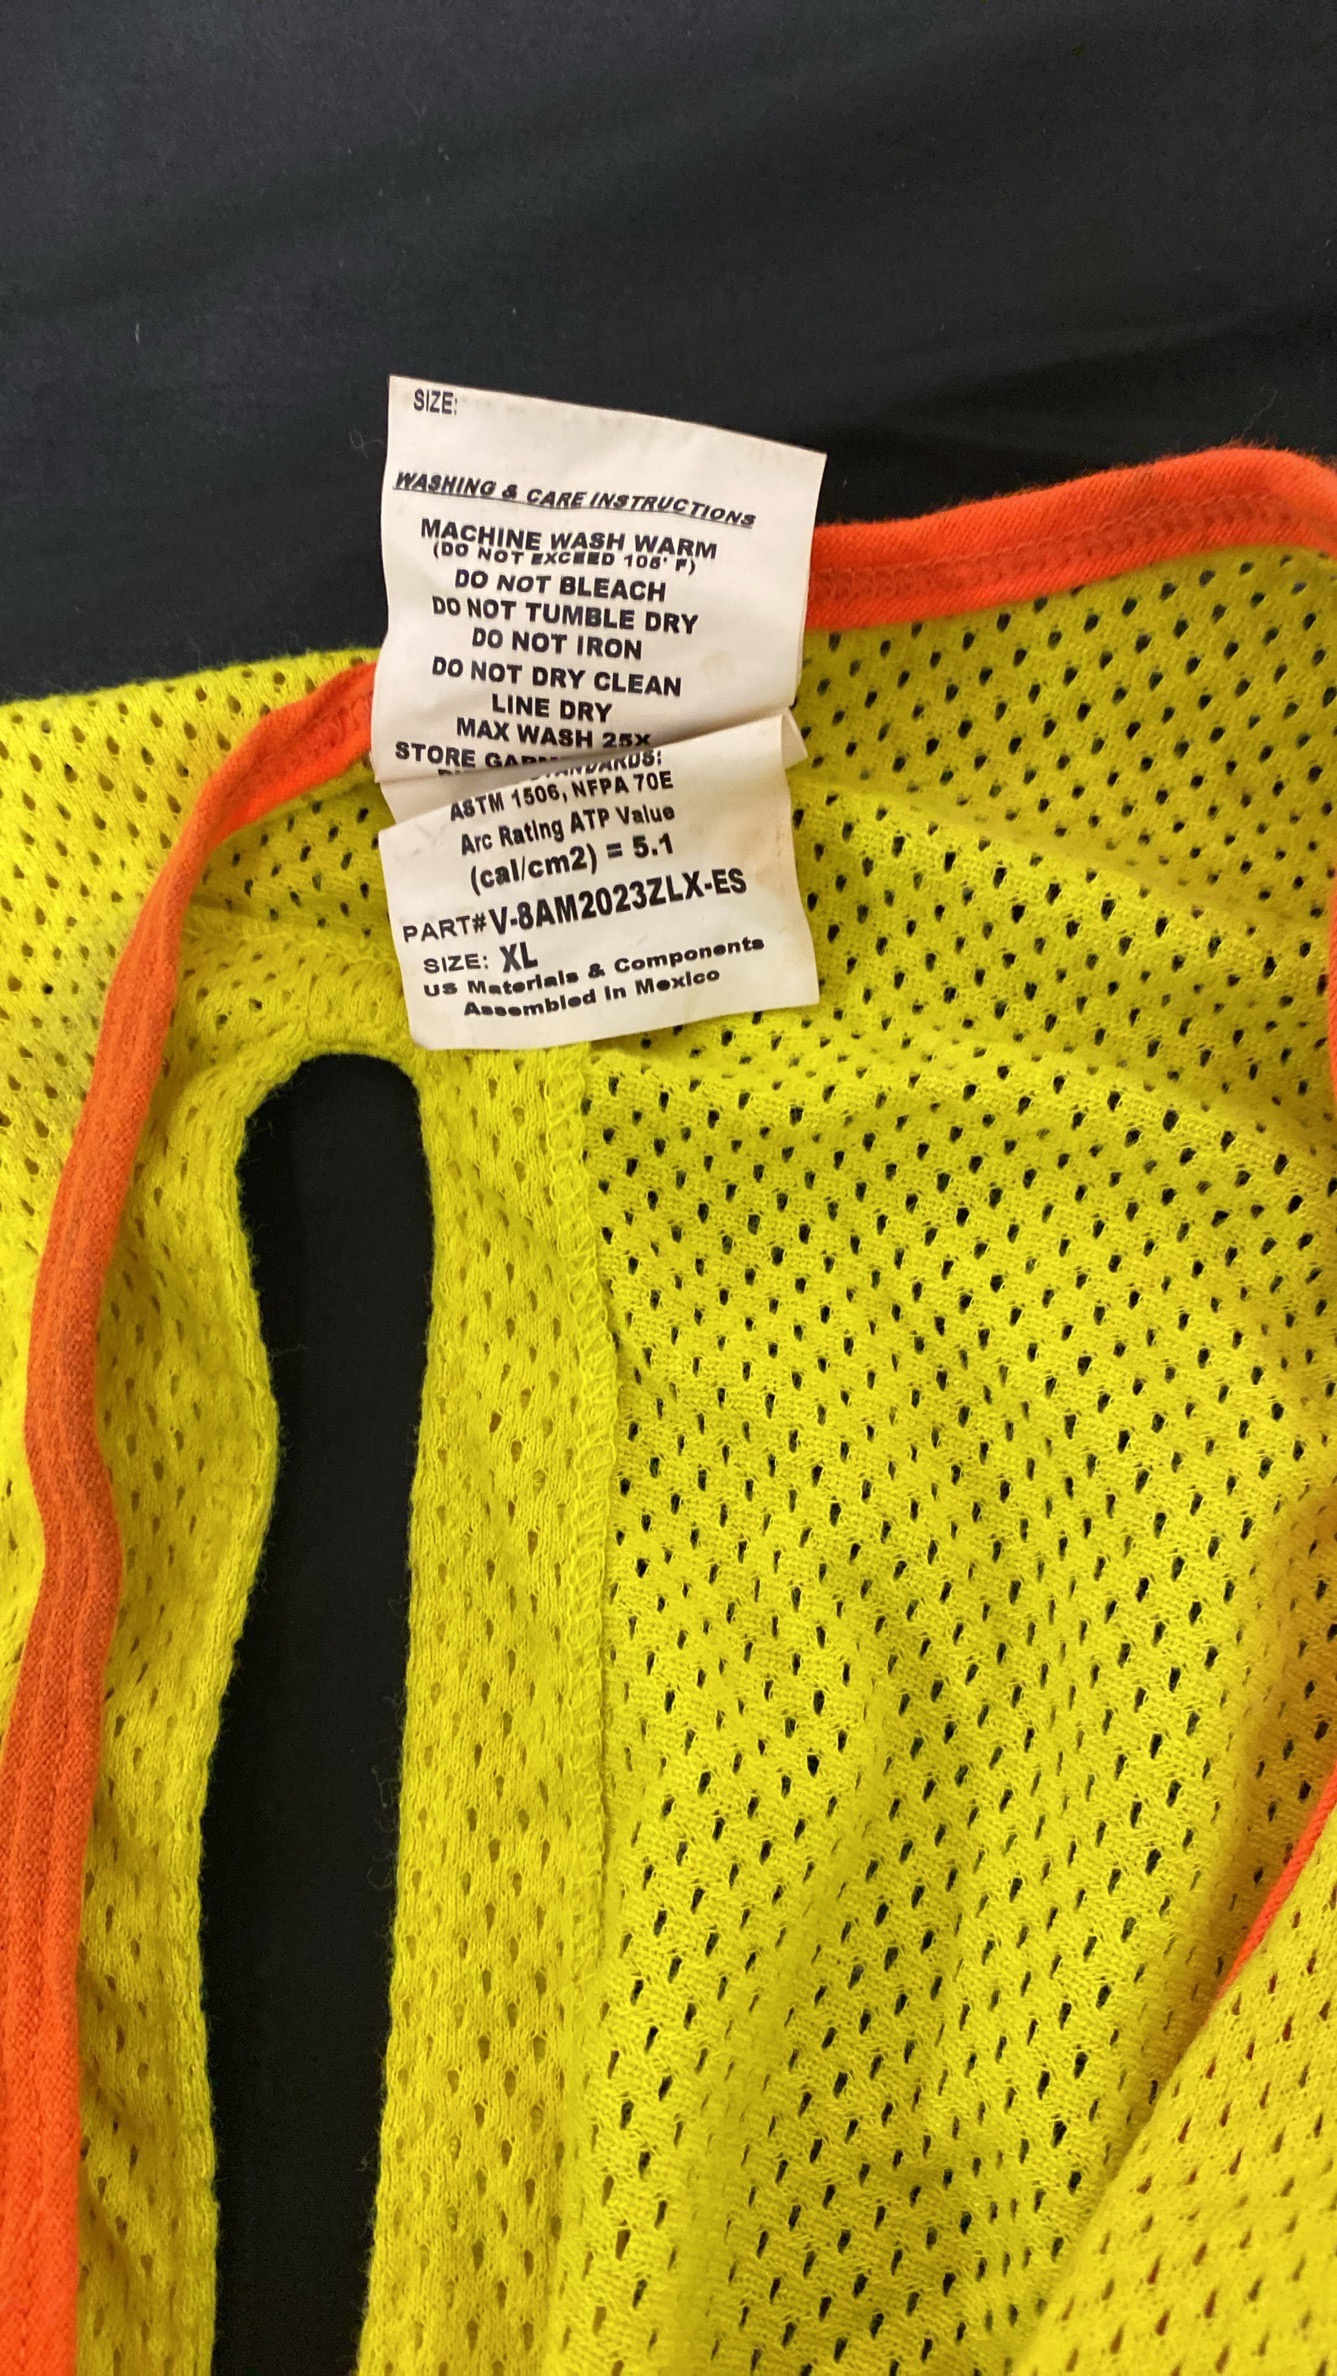 SIZE:
WASHING & CARE INSTRUCTIONS
MACHINE WASH WARM
(DO NOT EXCEED 105° F)
DO NOT BLEACH
DO NOT TUMBLE DRY
DO NOT IRON
DO NOT DRY CLEAN
LINE DRY
MAX WASH 25X
STORE
ASTM 1506, NFPA 70E
Arc Rating ATP Value
(cal/cm2) = 5.1
PART# V-8AM2023ZLX-ES
SIZE: XL
US Materials & Components
Assembled in Mexico